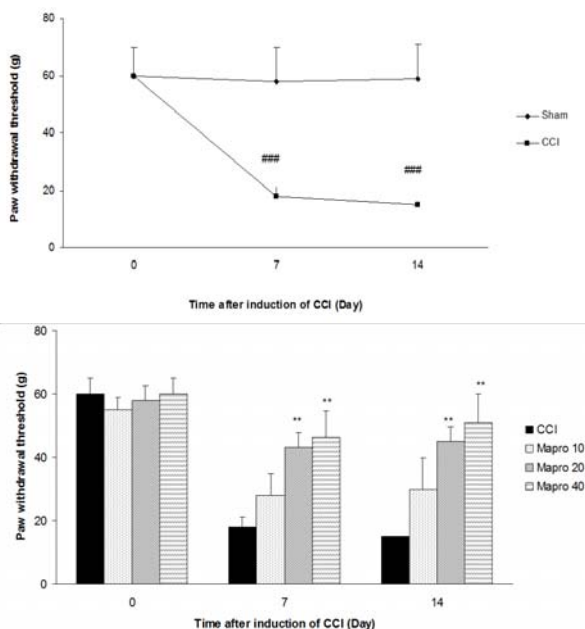 80
60
40
20
0
Paw withdrawal threshold (g)
###
###
0 7 14
Time after induction of CCI (Day)
Sham
CCI
80
60
40
20
0
Paw withdrawal threshold (g)
**
**
**
**
0 7 14
Time after induction of CCI (Day)
CCI
Mapro 10
Mapro 20
Mapro 40